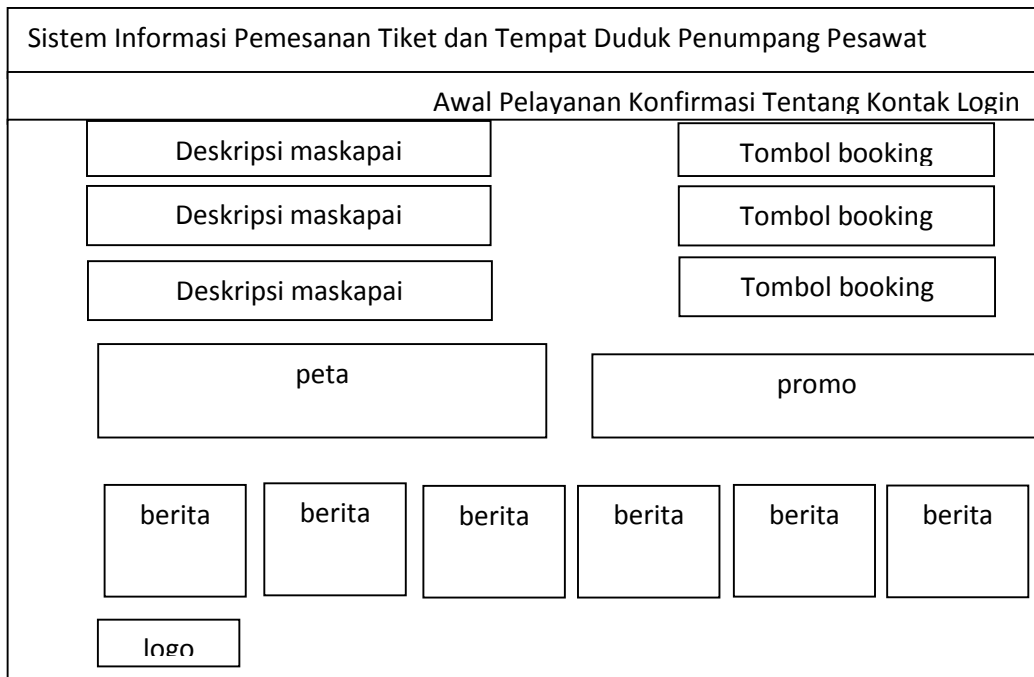 Sistem Informasi Pemesanan Tiket dan Tempat Duduk Penumpang Pesawat
Awal Pelayanan Konfirmasi Tentang Kontak Login
Deskripsi maskapai
Tombol booking
Deskripsi maskapai
Tombol booking
Deskripsi maskapai
Tombol booking
peta
promo
berita
berita
berita
berita
berita
berita
logo